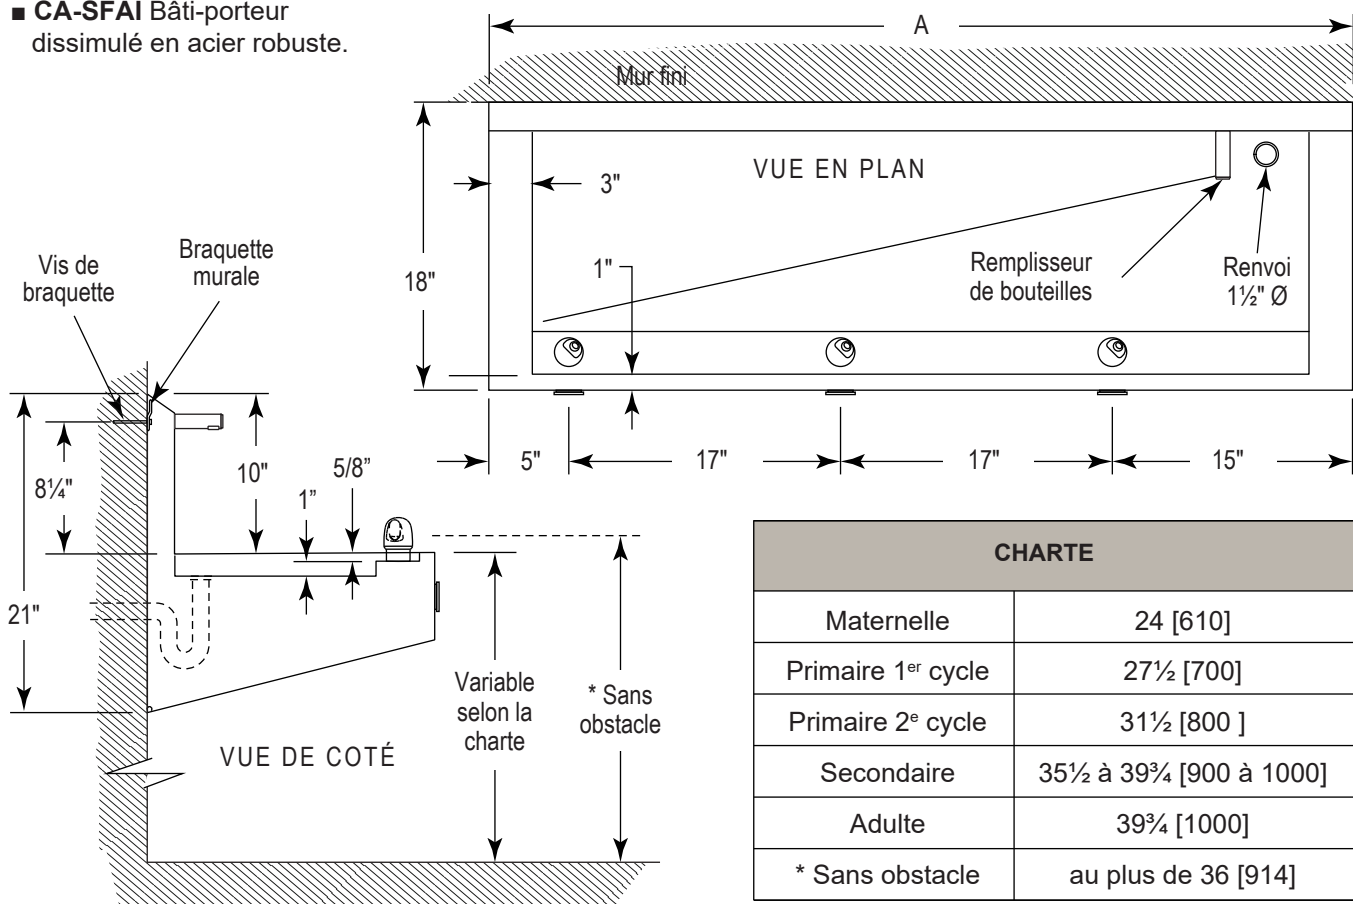 ■ CA-SFAI Bâti-porteur
dissimulé en acier robuste.
A
Mur fini
VUE EN PLAN
3"
18"
1"
Remplisseur
de bouteilles
Renvoi
1½" Ø
5"
17"
17"
15"
Vis de
braquette
Braquette
murale
8¼"
10"
5/8”
1”
21"
Variable
selon la
charte
* Sans
obstacle
VUE DE COTÉ
CHARTE
Maternelle 24 [610]
Primaire 1er cycle 27½ [700]
Primaire 2e cycle 31½ [800 ]
Secondaire 35½ à 39¾ [900 à 1000]
Adulte 39¾ [1000]
* Sans obstacle au plus de 36 [914]